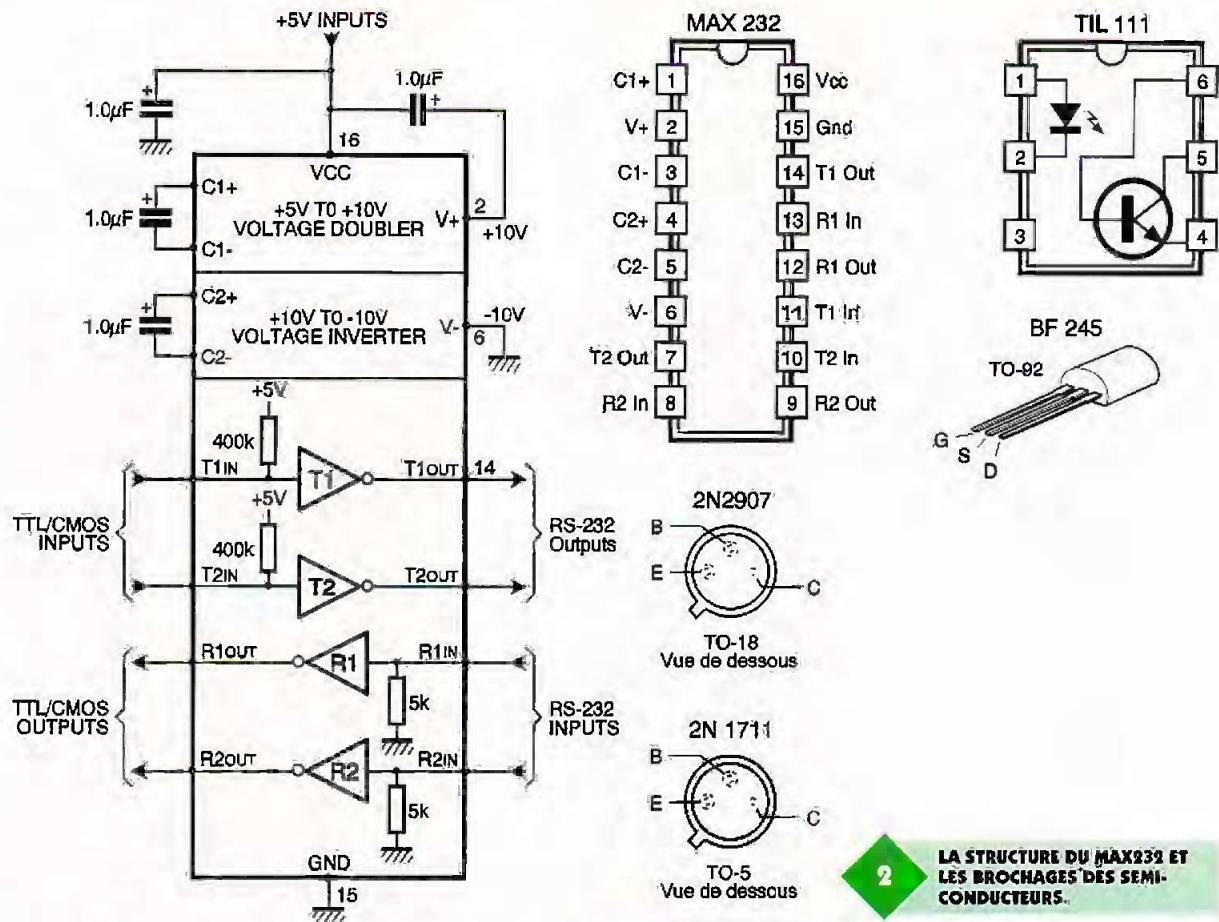 +5V INPUTS
1.0µF
+
1.0µF
+
16
VCC
C1+
+5V TO +10V
VOLTAGE DOUBLER
V+
2
+10V
1.0µF
+
C1-
C2+
+10V TO -10V
VOLTAGE INVERTER
V-
-10V
6
1.0µF
+
C2-
+5V
400k
T1IN
T1
T1OUT
14
+5V
400k
T2IN
T2
T2OUT
TTL/CMOS
INPUTS
RS-232
Outputs
R1OUT
R1
R1IN
5k
R2OUT
R2
R2IN
5k
TTL/CMOS
OUTPUTS
RS-232
INPUTS
GND
15
MAX 232
C1+ 1 16 Vcc
V+ 2 15 Gnd
C1- 3 14 T1 Out
C2+ 4 13 R1 In
C2- 5 12 R1 Out
V- 6 11 T1 In
T2 Out 7 10 T2 In
R2 In 8 9 R2 Out
TIL 111
1 6
2 5
3 4
BF 245
TO-92
G
S
D
2N2907
B
E
C
TO-18
Vue de dessous
2N 1711
B
E
C
TO-5
Vue de dessous
2
LA STRUCTURE DU MAX232 ET
LES BROCHAGES DES SEMI-
CONDUCTEURS.